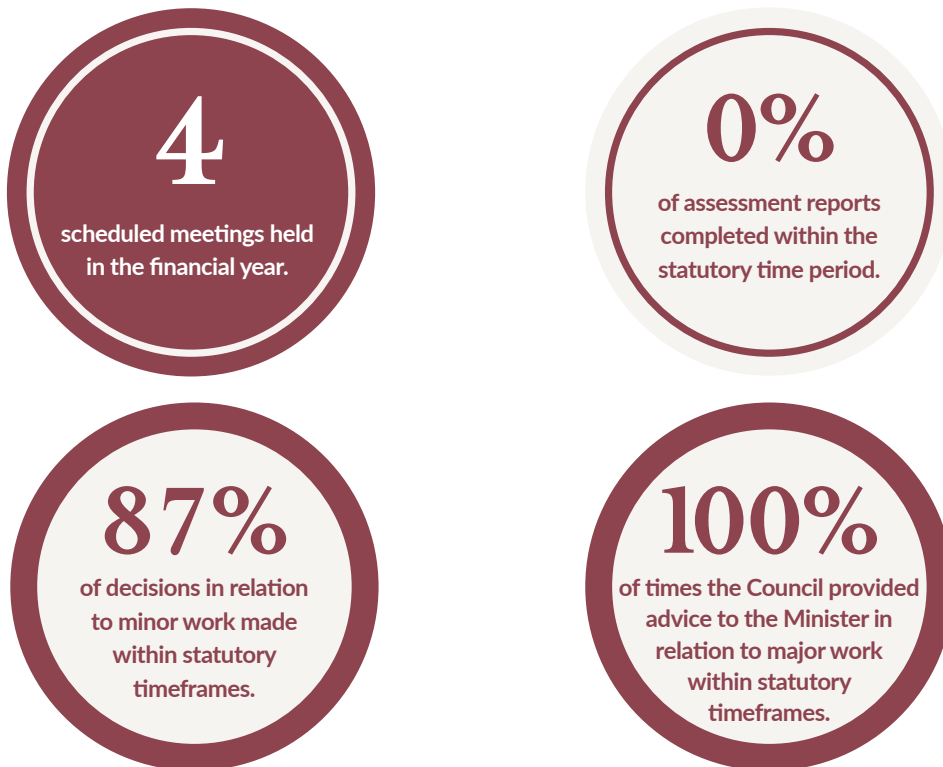 4
scheduled meetings held
in the financial year.
0%
of assessment reports
completed within the
statutory time period.
87%
of decisions in relation
to minor work made
within statutory
timeframes.
100%
of times the Council provided
advice to the Minister in
relation to major work
within statutory
timeframes.